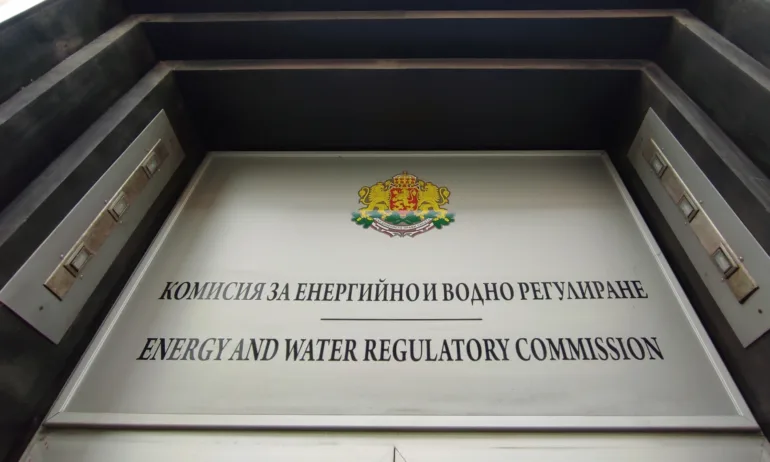 КОМИСИЯ ЗА ЕНЕРГИЙНО И ВОДНО РЕГУЛИРАНЕ
ENERGY AND WATER REGULATORY COMMISSION